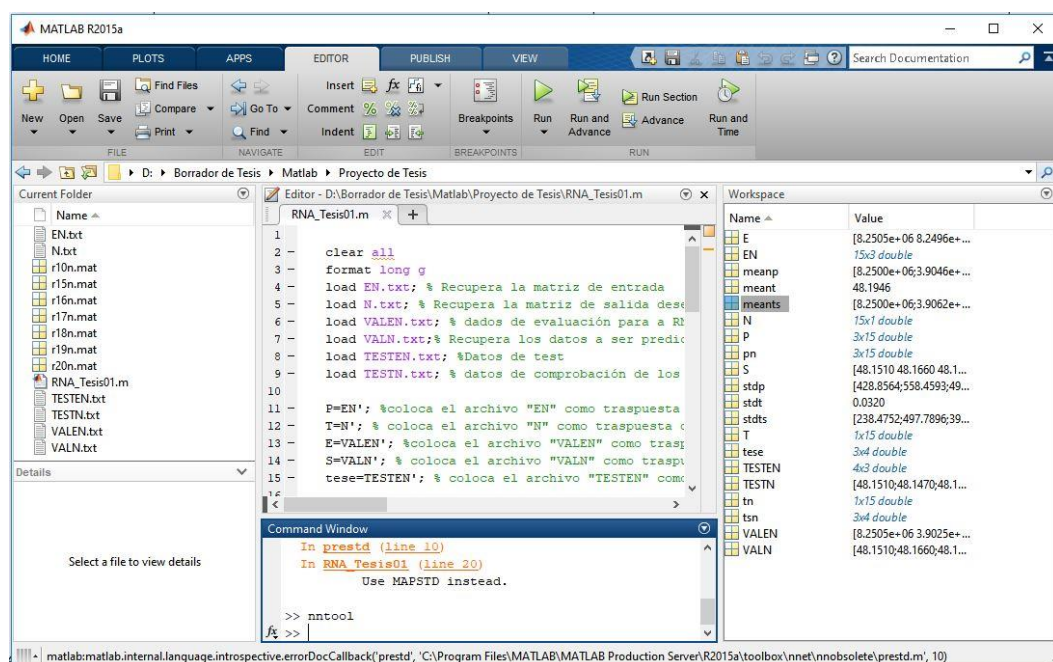 MATLAB R2015a
HOME PLOTS APPS EDITOR PUBLISH VIEW
Search Documentation
New
Open
Save
Find Files
Compare
Print
FILE
Go To
Find
NAVIGATE
Insert
Comment
Indent
EDIT
Breakpoints
BREAKPOINTS
Run
Run and Advance
Run Section
Advance
Run and Time
RUN
D: Borrador de Tesis Matlab Proyecto de Tesis
Current Folder
Name
EN.txt
N.txt
r10n.mat
r15n.mat
r16n.mat
r17n.mat
r18n.mat
r19n.mat
r20n.mat
RNA_Tesis01.m
TESTEN.txt
TESTN.txt
VALEN.txt
VALN.txt
Details
Select a file to view details
Editor - D:\Borrador de Tesis\Matlab\Proyecto de Tesis\RNA_Tesis01.m
RNA_Tesis01.m
1
2 - clear all
3 - format long g
4 - load EN.txt; % Recupera la matriz de entrada
5 - load N.txt; % Recupera la matriz de salida dese
6 - load VALEN.txt; % dados de evaluación para a RN
7 - load VALN.txt;% Recupera los datos a ser predic
8 - load TESTEN.txt; %Datos de test
9 - load TESTN.txt; % datos de comprobación de los
10
11 - P=EN'; %coloca el archivo "EN" como traspuesta
12 - T=N'; % coloca el archivo "N" como traspuesta
13 - E=VALEN'; %coloca el archivo "VALEN" como trasp
14 - S=VALN'; % coloca el archivo "VALN" como traspu
15 - tese=TESTEN'; % coloca el archivo "TESTEN" como
16
Command Window
In prestd (line 10)
In RNA_Tesis01 (line 20)
Use MAPSTD instead.
>> nntool
fx >>
Workspace
Name Value
E [8.2505e+06 8.2496e+...
EN 15x3 double
meanp [8.2500e+06;3.9046e+...
meant 48.1946
meants [8.2500e+06;3.9062e+...
N 15x1 double
P 3x15 double
pn 3x15 double
S [48.1510 48.1660 48.1...
stdp [428.8564;558.4593;49...
stdt 0.0320
stdts [238.4752;497.7896;39...
T 1x15 double
tese 3x4 double
TESTEN 4x3 double
TESTN [48.1510;48.1470;48.1...
tn 1x15 double
tsn 3x4 double
VALEN [8.2505e+06 3.9025e+...
VALN [48.1510;48.1660;48.1...
matlab:matlab.internal.language.introspective.errorDocCallback('prestd', 'C:\Program Files\MATLAB\MATLAB Production Server\R2015a\toolbox\nnet\nnobsolete\prestd.m', 10)